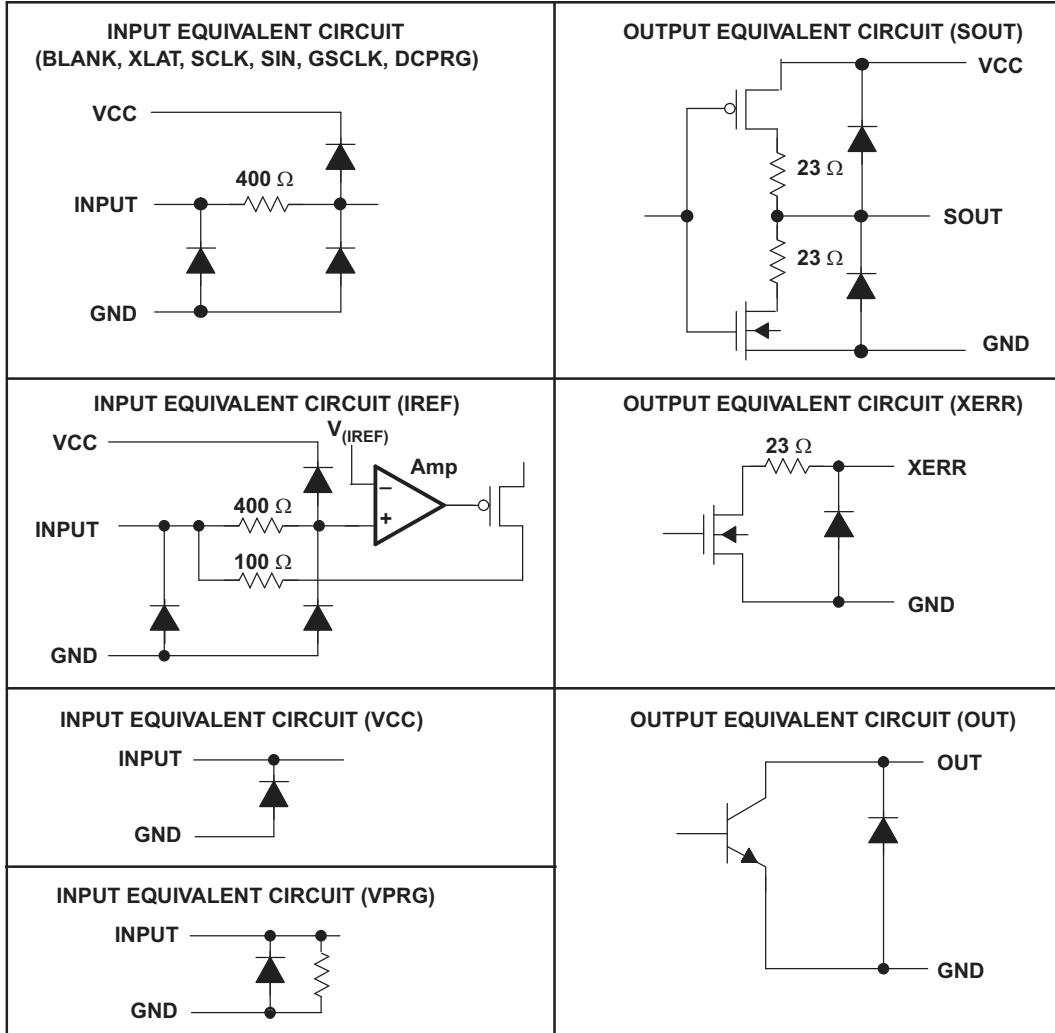 INPUT EQUIVALENT CIRCUIT
(BLANK, XLAT, SCLK, SIN, GSCLK, DCPRG)
VCC
400 Ω
INPUT
GND
OUTPUT EQUIVALENT CIRCUIT (SOUT)
VCC
23 Ω
SOUT
23 Ω
GND
INPUT EQUIVALENT CIRCUIT (IREF)
V(IREF)
VCC
Amp
−
400 Ω
INPUT
+
100 Ω
GND
OUTPUT EQUIVALENT CIRCUIT (XERR)
23 Ω
XERR
GND
INPUT EQUIVALENT CIRCUIT (VCC)
INPUT
GND
INPUT EQUIVALENT CIRCUIT (VPRG)
INPUT
GND
OUTPUT EQUIVALENT CIRCUIT (OUT)
OUT
GND